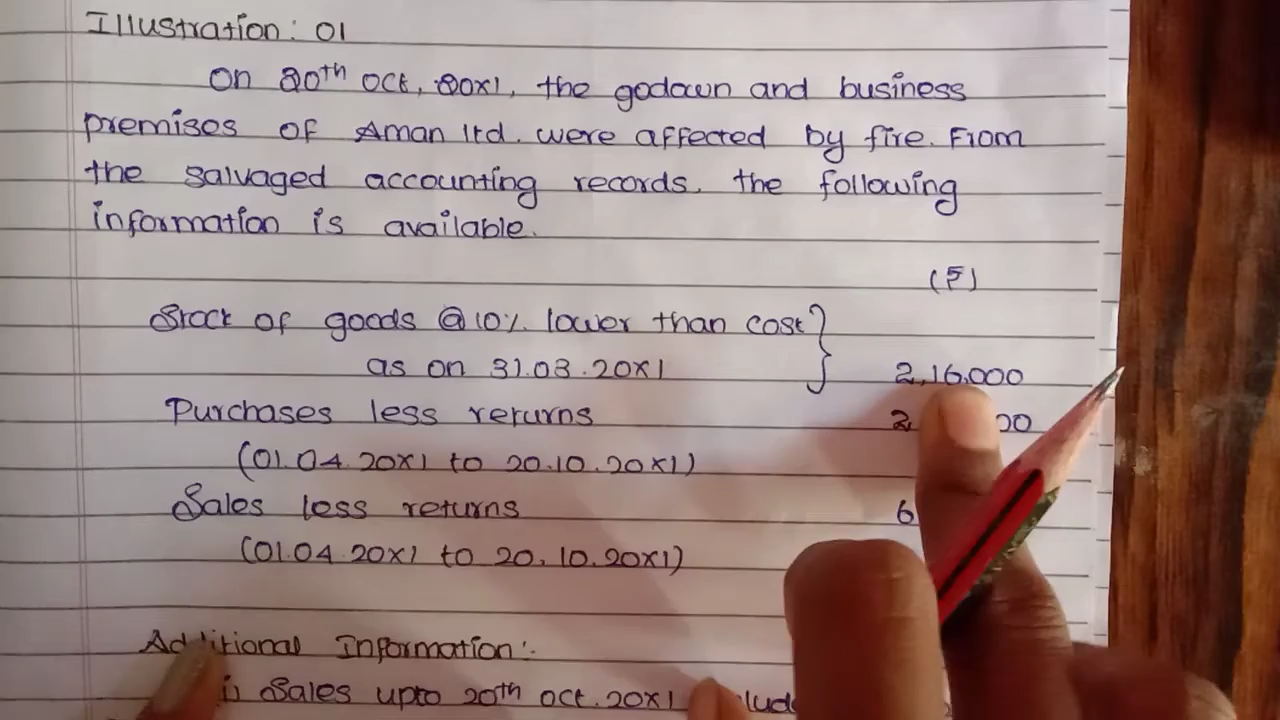 Illustration: 01
On 20th Oct, 20x1, the godown and business
premises of Aman ltd. were affected by fire. From
the salvaged accounting records, the following
information is available.
(₹)
Stock of goods @ 10% lower than cost
as on 31.03.20x1 2,16,000
Purchases less returns 2 00
(01.04.20x1 to 20.10.20x1)
Sales less returns 6
(01.04.20x1 to 20.10.20x1)
Additional Information:
i) Sales upto 20th Oct. 20x1